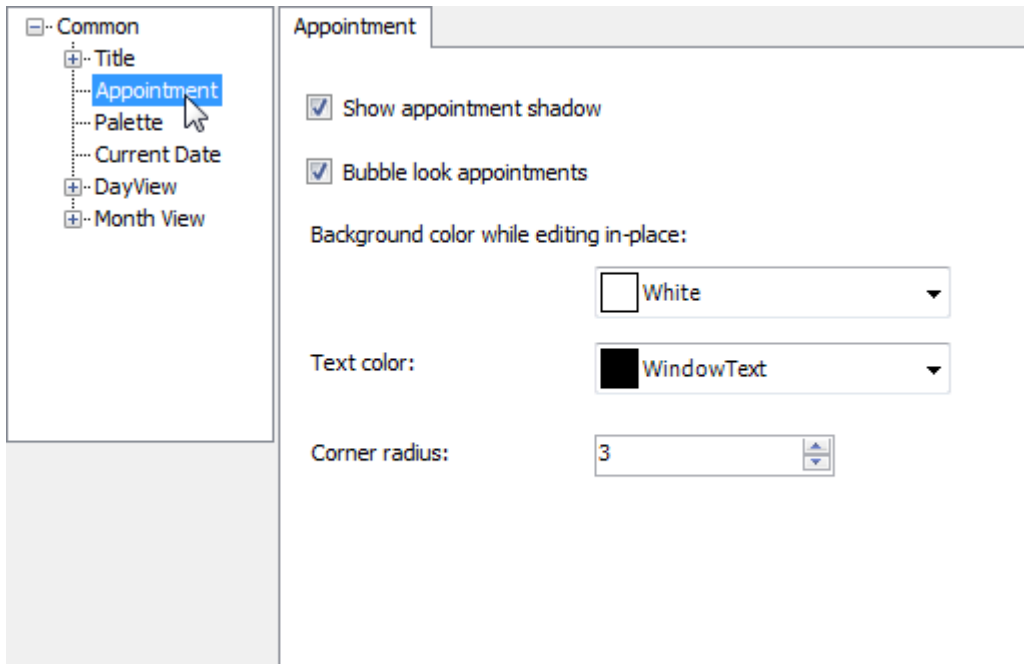 Common
Title
Appointment
Palette
Current Date
DayView
Month View
Appointment
Show appointment shadow
Bubble look appointments
Background color while editing in-place:
White
Text color:
WindowText
Corner radius:
3